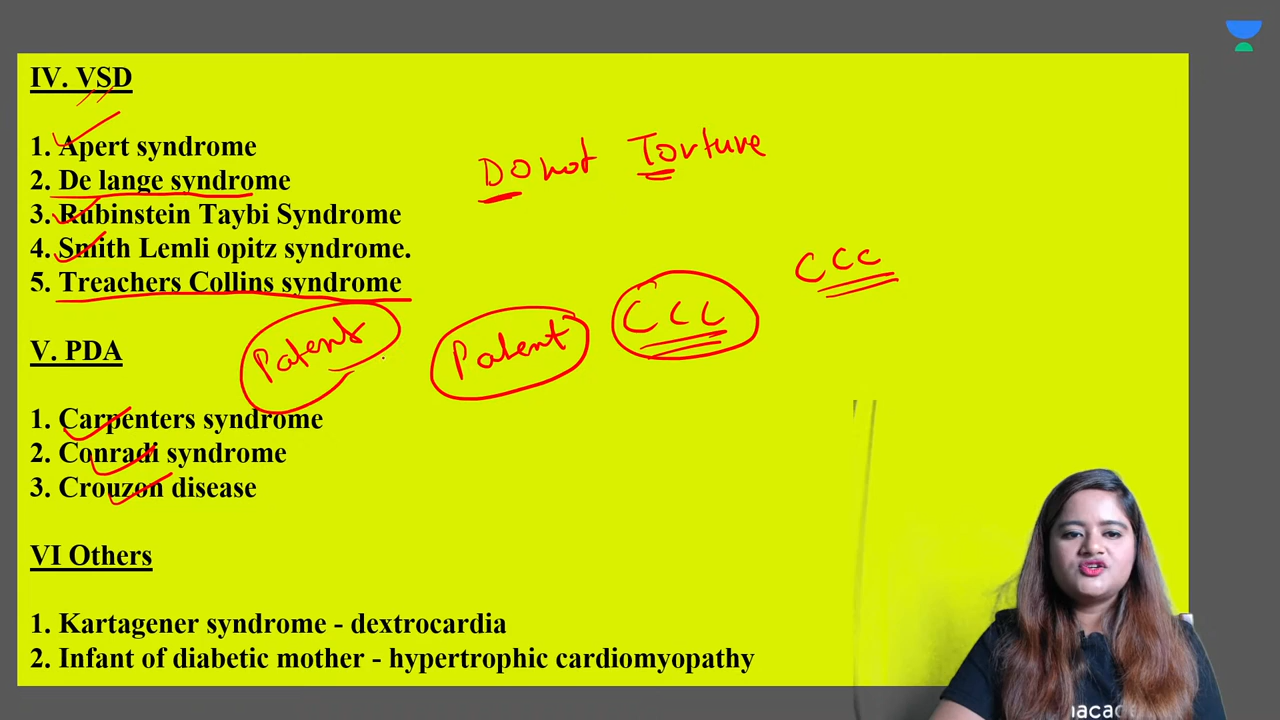 IV. VSD
1. Apert syndrome
2. De lange syndrome
Do not Torture
3. Rubinstein Taybi Syndrome
4. Smith Lemli opitz syndrome.
CCC
5. Treachers Collins syndrome
Patent Patent CCC
V. PDA
1. Carpenters syndrome
2. Conradi syndrome
3. Crouzon disease
VI Others
1. Kartagener syndrome - dextrocardia
2. Infant of diabetic mother - hypertrophic cardiomyopathy